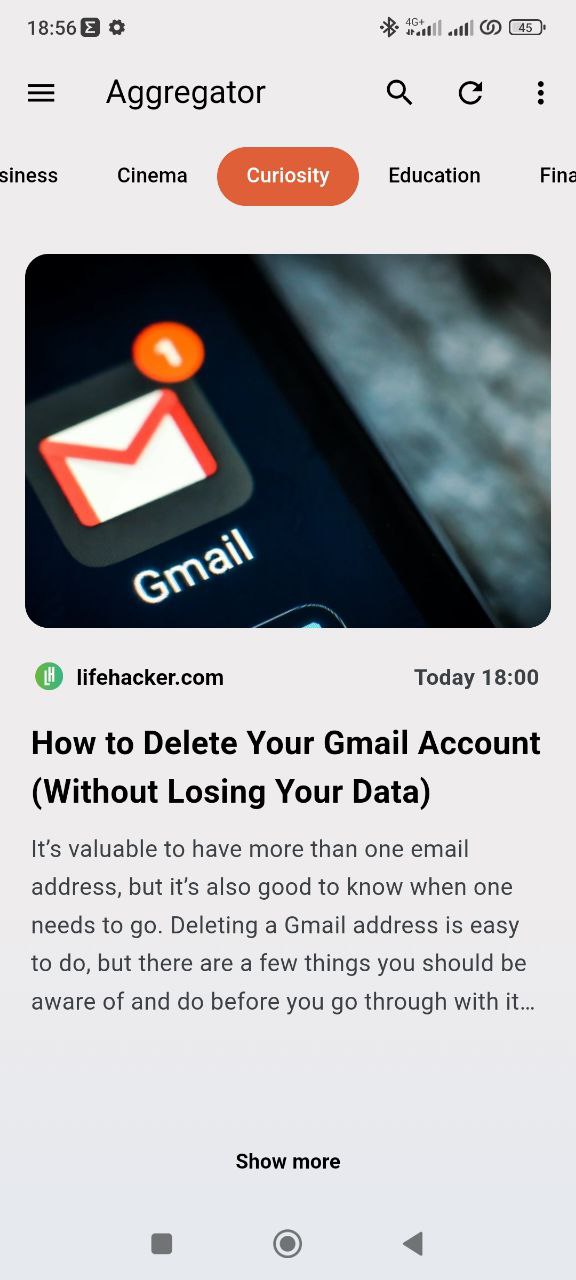 18:56 4G+ 45
Aggregator
siness Cinema Curiosity Education Fina
1
Gmail
LH lifehacker.com Today 18:00
How to Delete Your Gmail Account
(Without Losing Your Data)
It’s valuable to have more than one email
address, but it’s also good to know when one
needs to go. Deleting a Gmail address is easy
to do, but there are a few things you should be
aware of and do before you go through with it…
Show more